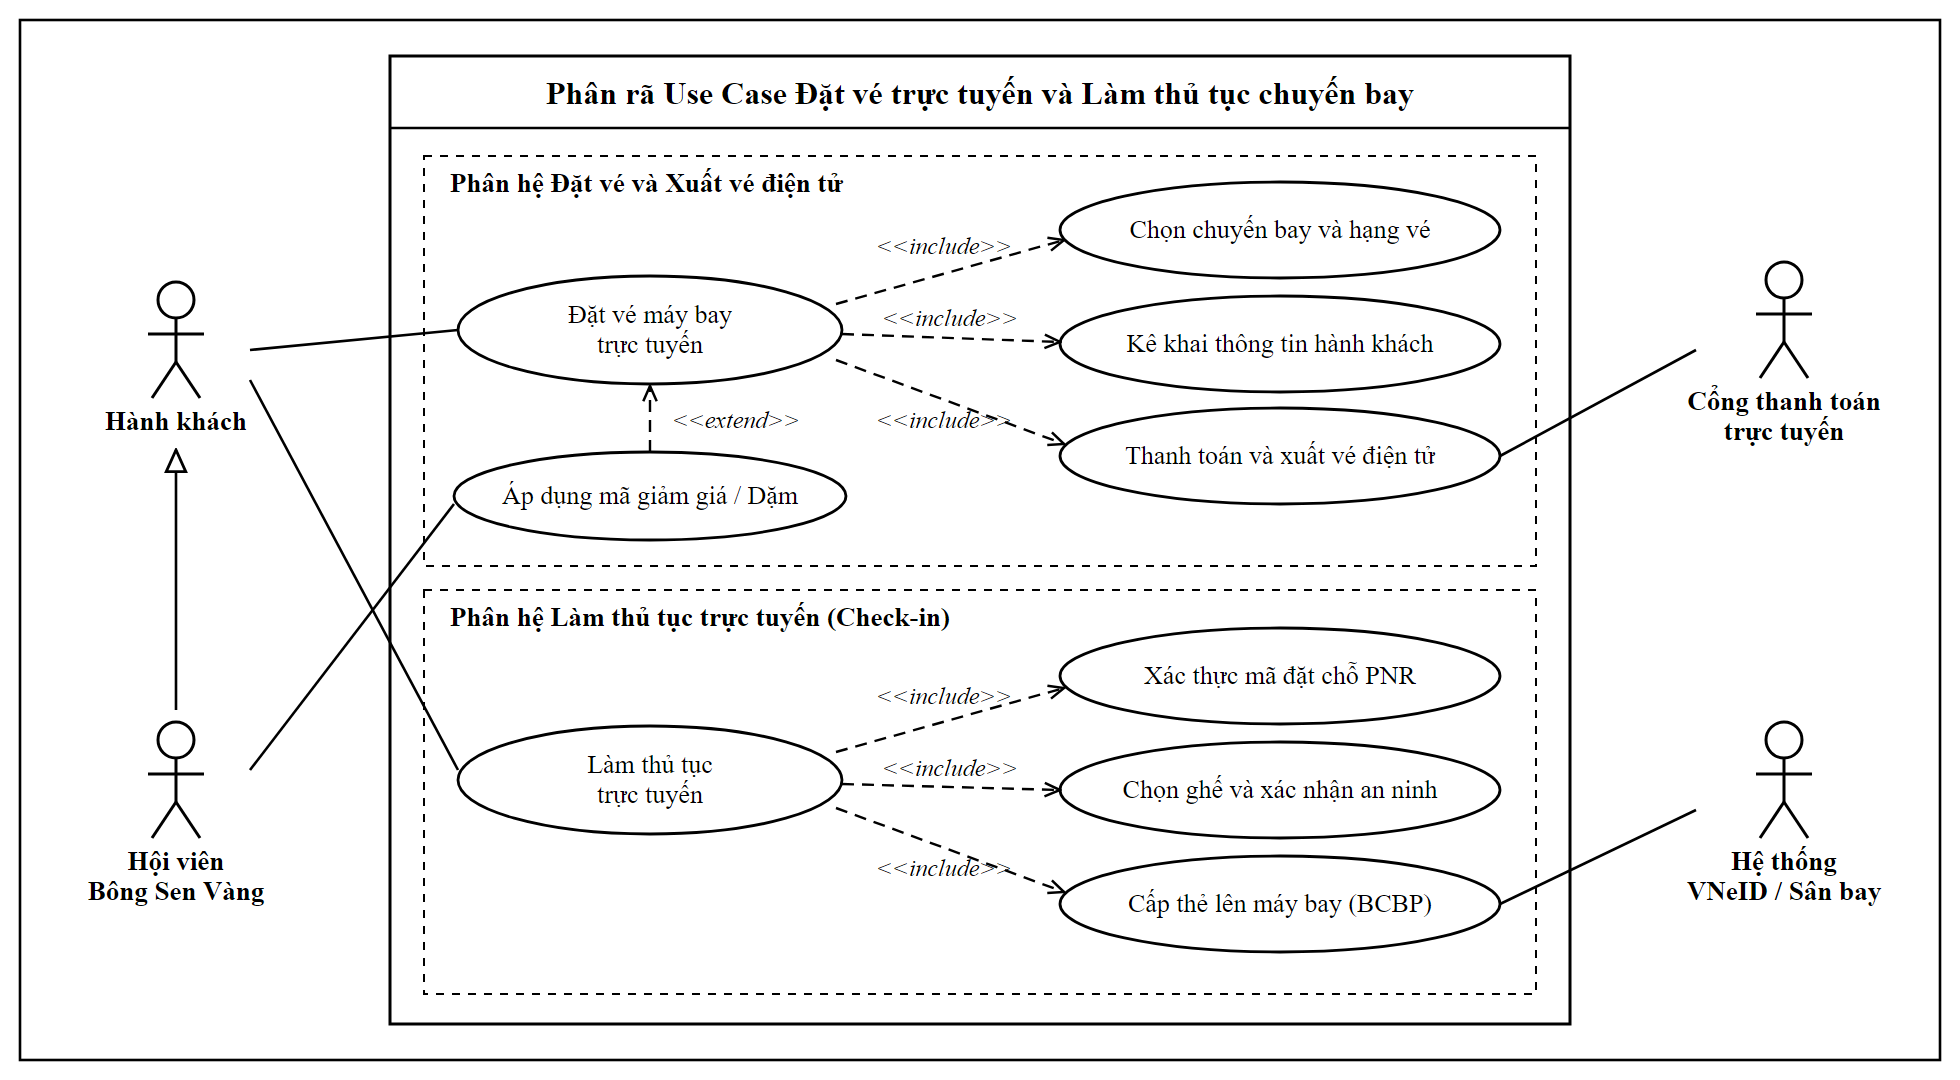 Phân rã Use Case Đặt vé trực tuyến và Làm thủ tục chuyến bay
Phân hệ Đặt vé và Xuất vé điện tử
Chọn chuyến bay và hạng vé
<<include>>
Đặt vé máy bay
trực tuyến
<<include>>
Kê khai thông tin hành khách
Hành khách
<<extend>>
<<include>>
Thanh toán và xuất vé điện tử
Cổng thanh toán
trực tuyến
Áp dụng mã giảm giá / Dặm
Phân hệ Làm thủ tục trực tuyến (Check-in)
Xác thực mã đặt chỗ PNR
<<include>>
Làm thủ tục
trực tuyến
<<include>>
Chọn ghế và xác nhận an ninh
Hội viên
Bông Sen Vàng
<<include>>
Cấp thẻ lên máy bay (BCBP)
Hệ thống
VNeID / Sân bay